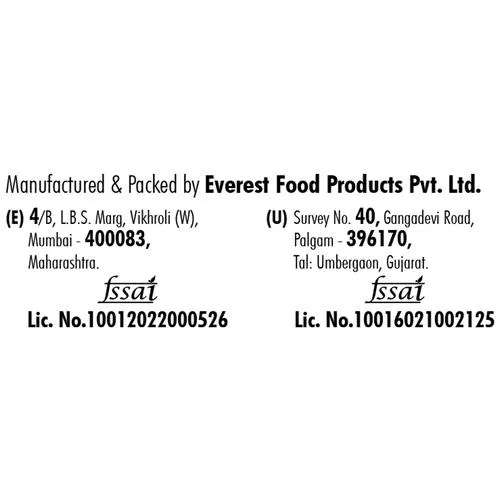 Manufactured & Packed by Everest Food Products Pvt. Ltd.
(E) 4/B, L.B.S. Marg, Vikhroli (W),
Mumbai - 400083,
Maharashtra.
fssai
Lic. No.10012022000526
(U) Survey No. 40, Gangadevi Road,
Palgam - 396170,
Tal: Umbergaon, Gujarat.
fssai
Lic. No.10016021002125